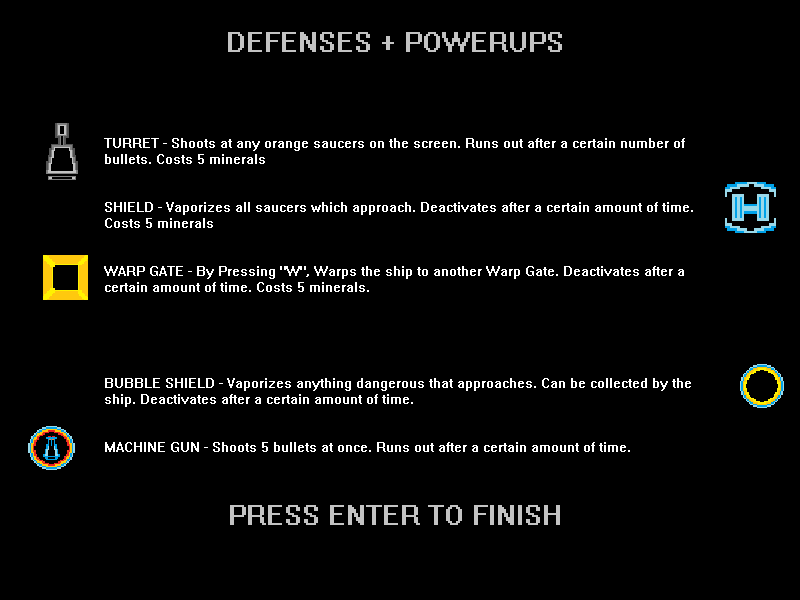 DEFENSES + POWERUPS
TURRET - Shoots at any orange saucers on the screen. Runs out after a certain number of
bullets. Costs 5 minerals
SHIELD - Vaporizes all saucers which approach. Deactivates after a certain amount of time.
Costs 5 minerals
WARP GATE - By Pressing "W", Warps the ship to another Warp Gate. Deactivates after a
certain amount of time. Costs 5 minerals.
BUBBLE SHIELD - Vaporizes anything dangerous that approaches. Can be collected by the
ship. Deactivates after a certain amount of time.
MACHINE GUN - Shoots 5 bullets at once. Runs out after a certain amount of time.
PRESS ENTER TO FINISH